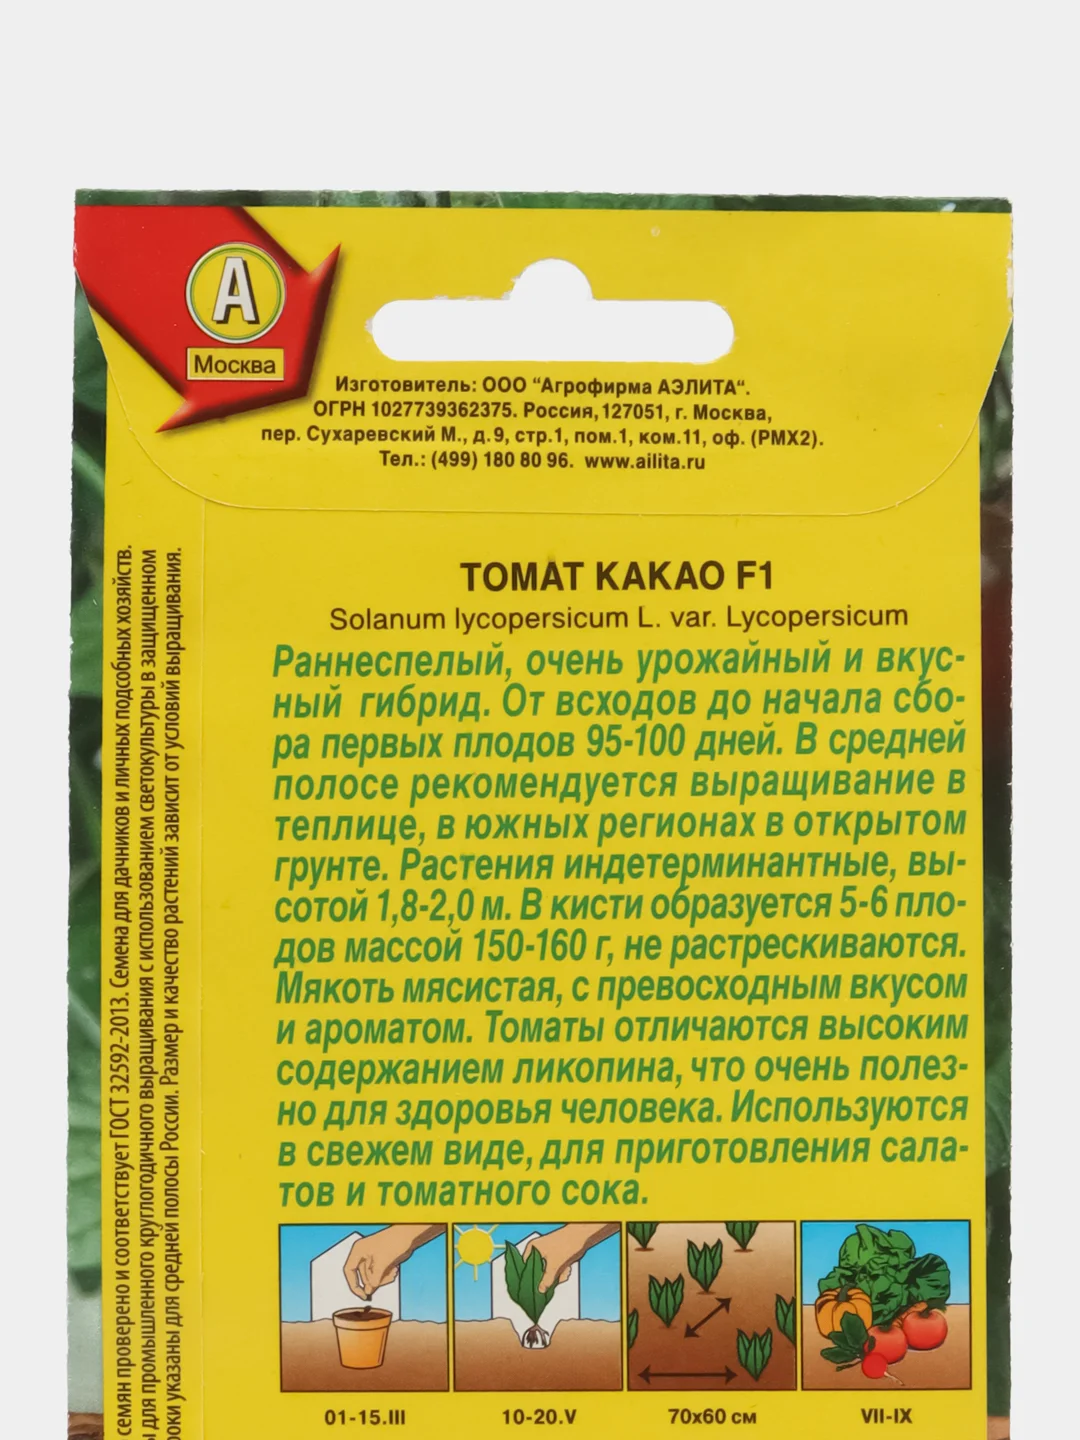 А
Москва
Изготовитель: ООО “Агрофирма АЭЛИТА“.
ОГРН 1027739362375. Россия, 127051, г. Москва,
пер. Сухаревский М., д.9, стр.1, пом.1, ком.11, оф. (РМХ2).
Тел.: (499) 180 80 96. www.ailita.ru
ТОМАТ КАКАО F1
Solanum lycopersicum L. var. Lycopersicum
Раннеспелый, очень урожайный и вкус-
ный гибрид. От всходов до начала сбо-
ра первых плодов 95-100 дней. В средней
полосе рекомендуется выращивание в
теплице, в южных регионах в открытом
грунте. Растения индетерминантные, вы-
сотой 1,8-2,0 м. В кисти образуется 5-6 пло-
дов массой 150-160 г, не растрескиваются.
Мякоть мясистая, с превосходным вкусом
и ароматом. Томаты отличаются высоким
содержанием ликопина, что очень полез-
но для здоровья человека. Используются
в свежем виде, для приготовления сала-
тов и томатного сока.
01-15.III
10-20.V
70x60 см
VII-IX
семян проверено и соответствует ГОСТ 32592-2013. Семена для дачников и личных подсобных хозяйств.
для промышленного круглогодичного выращивания с использованием светокультуры в защищенном
указаны для средней полосы России. Размер и качество растений зависит от условий выращивания.